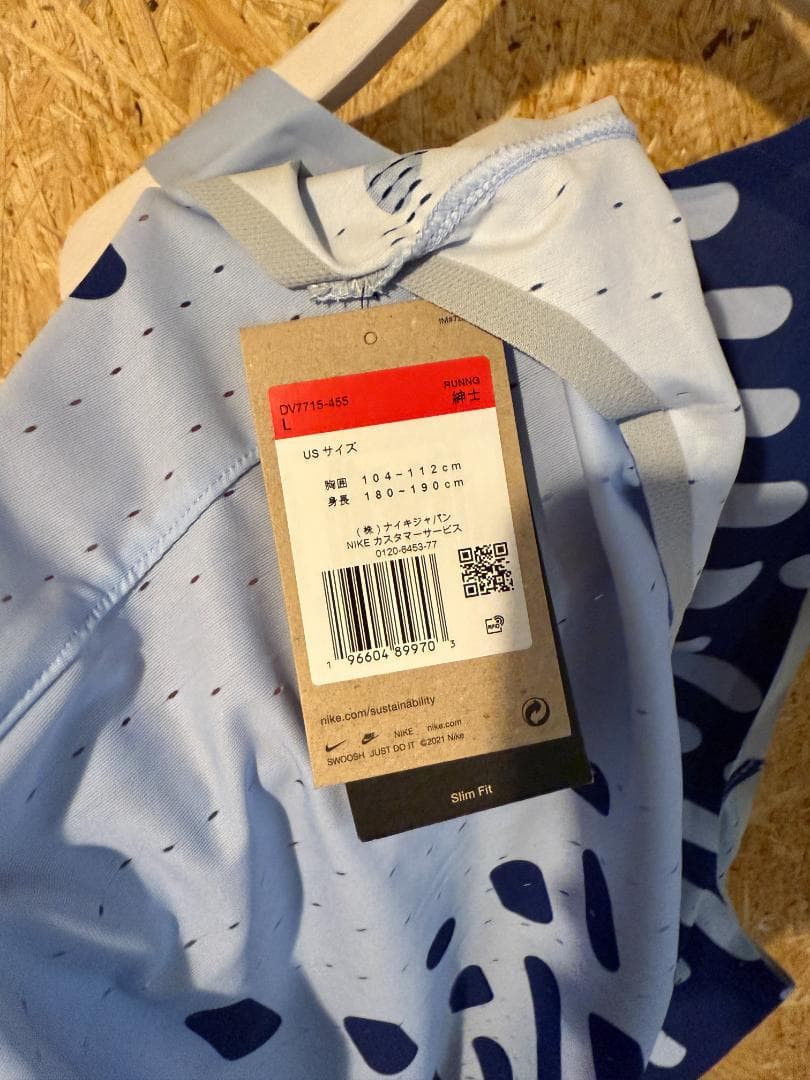 DV7715-455
RUNNG
L
紳士
US サイズ
胸囲 104~112cm
身長 180~190cm
(株)ナイキジャパン
NIKE カスタマーサービス
0120-6453-77
RFID
1 96604 89970 3
nike.com/sustainability
NIKE nike.com
SWOOSH JUST DO IT ©2021 Nike
Slim Fit